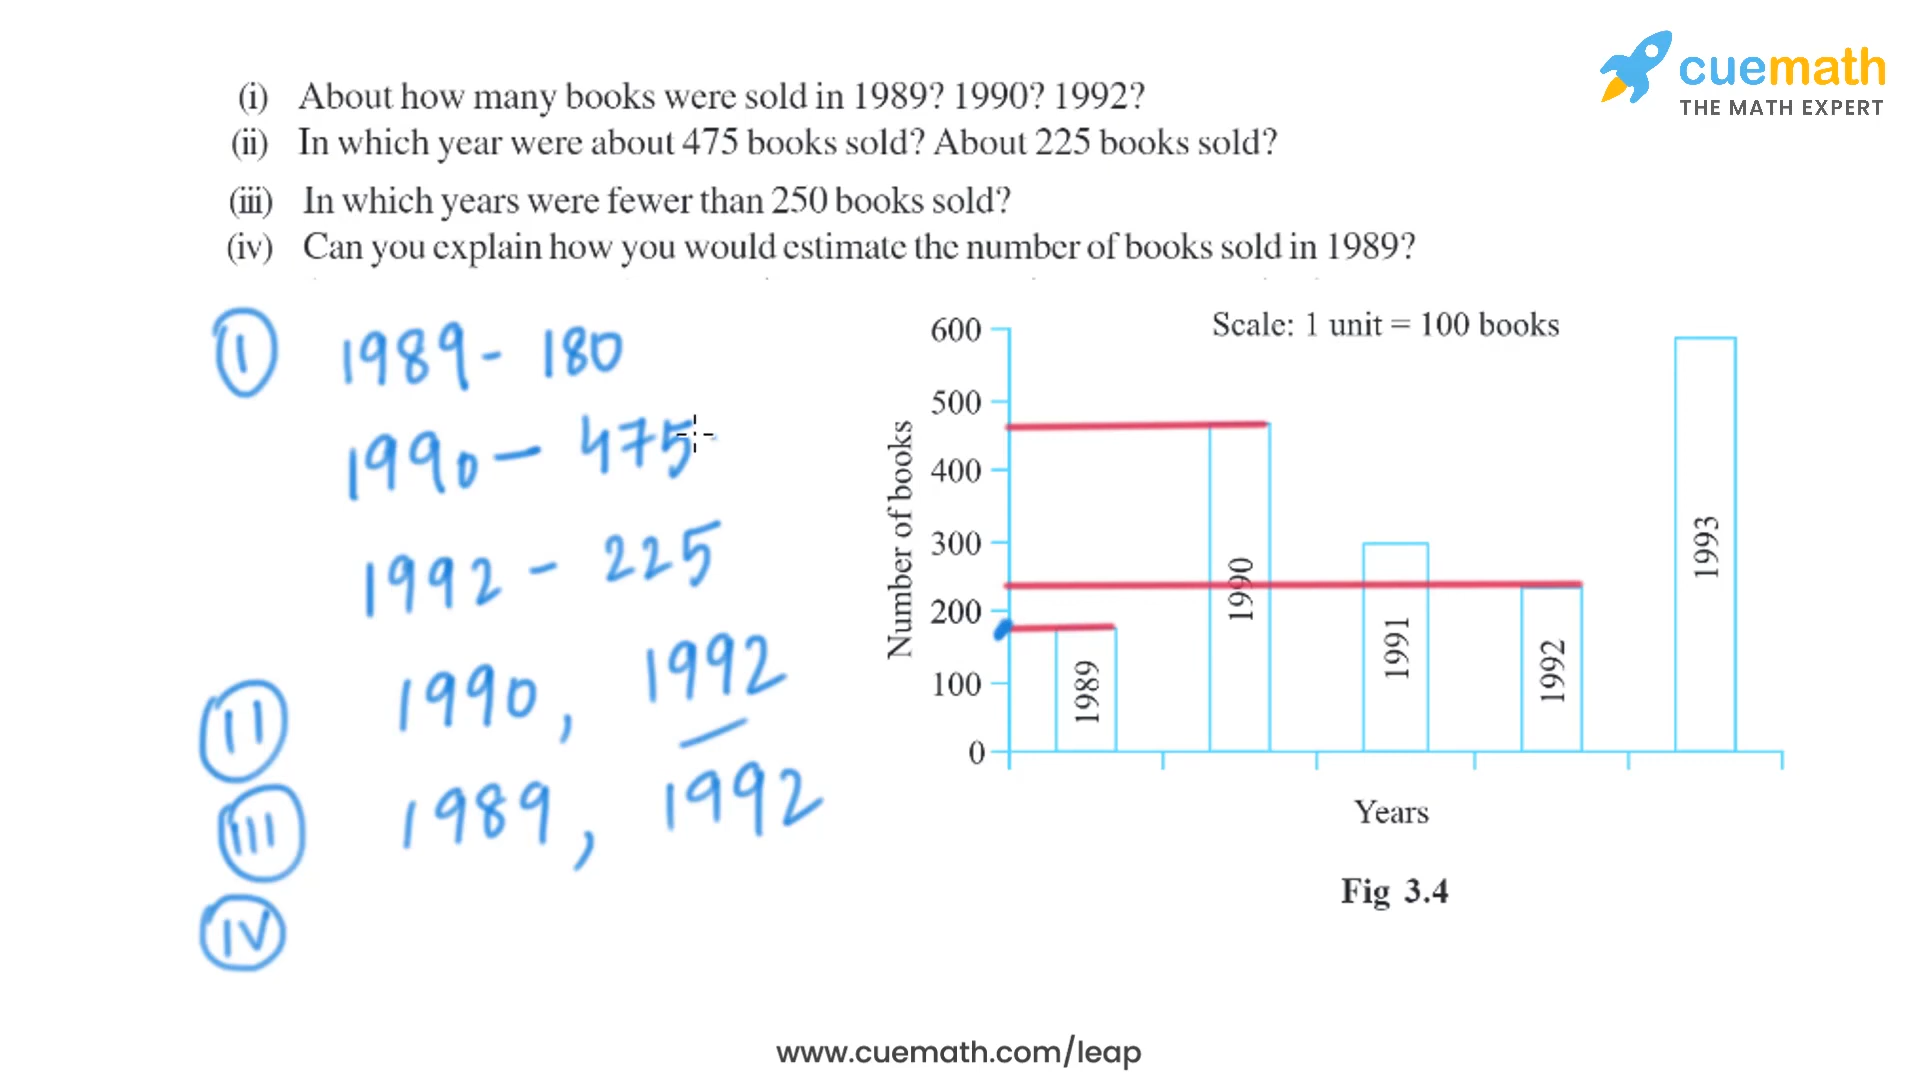 cuemath
THE MATH EXPERT
(i) About how many books were sold in 1989? 1990? 1992?
(ii) In which year were about 475 books sold? About 225 books sold?
(iii) In which years were fewer than 250 books sold?
(iv) Can you explain how you would estimate the number of books sold in 1989?
I 1989 - 180
1990 - 475
1992 - 225
II 1990, 1992
III 1989, 1992
IV
Scale: 1 unit = 100 books
Number of books
600
500
400
300
200
100
0
1989
1990
1991
1992
1993
Years
Fig 3.4
www.cuemath.com/leap